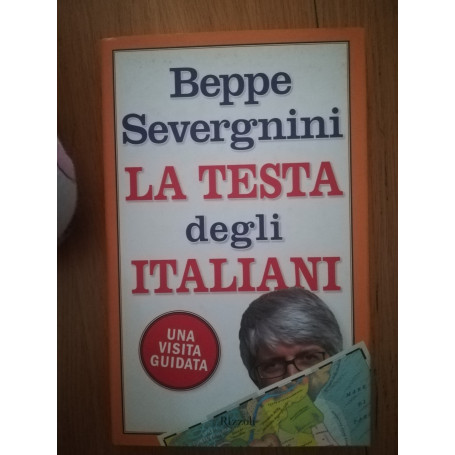 Beppe
Severgnini
LA TESTA
degli
ITALIANI
UNA
VISITA
GUIDATA
Rizzoli